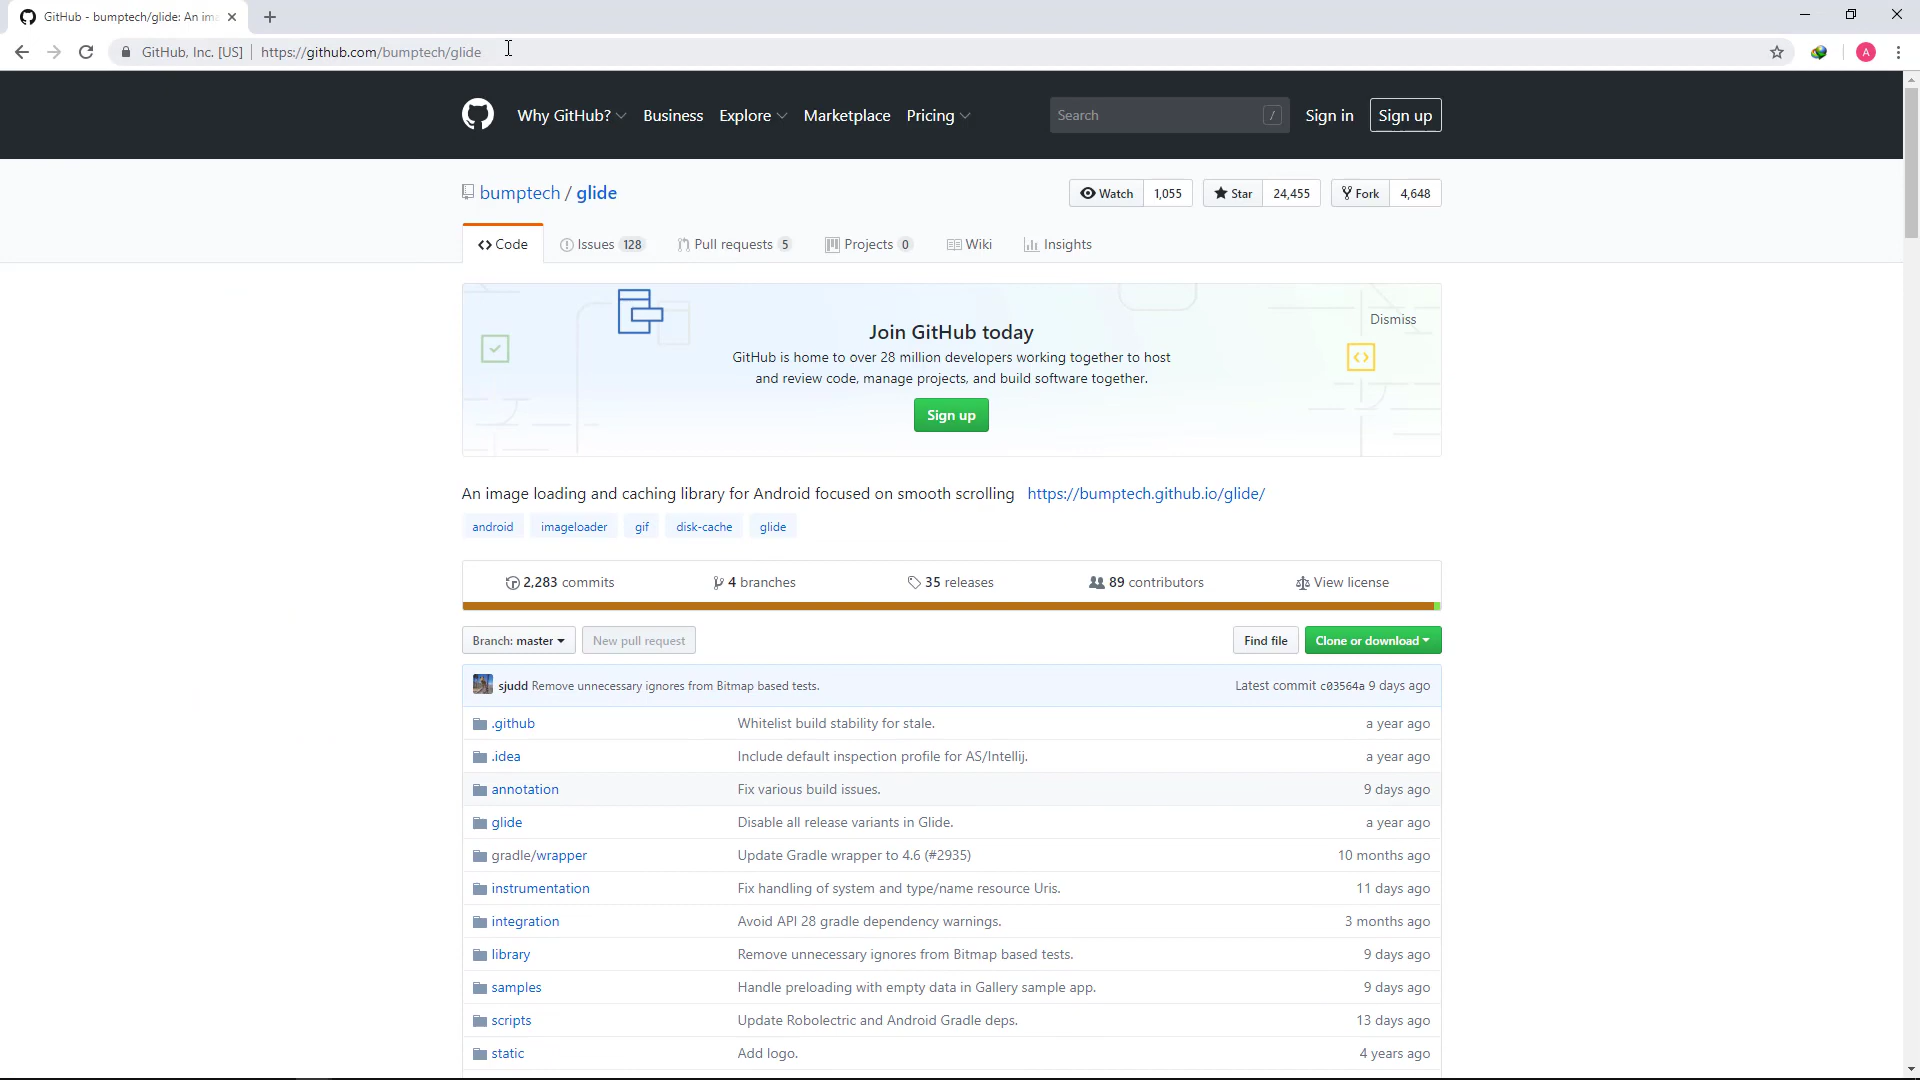 GitHub - bumptech/glide: An im
GitHub, Inc. [US] https://github.com/bumptech/glide A
Why GitHub? Business Explore Marketplace Pricing Search / Sign in Sign up
bumptech / glide Watch 1,055 Star 24,455 Fork 4,648
<> Code Issues 128 Pull requests 5 Projects 0 Wiki Insights
Join GitHub today
Dismiss
GitHub is home to over 28 million developers working together to host
and review code, manage projects, and build software together.
Sign up
An image loading and caching library for Android focused on smooth scrolling https://bumptech.github.io/glide/
android imageloader gif disk-cache glide
2,283 commits 4 branches 35 releases 89 contributors View license
Branch: master New pull request Find file Clone or download
sjudd Remove unnecessary ignores from Bitmap based tests. Latest commit c03564a 9 days ago
.github Whitelist build stability for stale. a year ago
.idea Include default inspection profile for AS/Intellij. a year ago
annotation Fix various build issues. 9 days ago
glide Disable all release variants in Glide. a year ago
gradle/wrapper Update Gradle wrapper to 4.6 (#2935) 10 months ago
instrumentation Fix handling of system and type/name resource Uris. 11 days ago
integration Avoid API 28 gradle dependency warnings. 3 months ago
library Remove unnecessary ignores from Bitmap based tests. 9 days ago
samples Handle preloading with empty data in Gallery sample app. 9 days ago
scripts Update Robolectric and Android Gradle deps. 13 days ago
static Add logo. 4 years ago